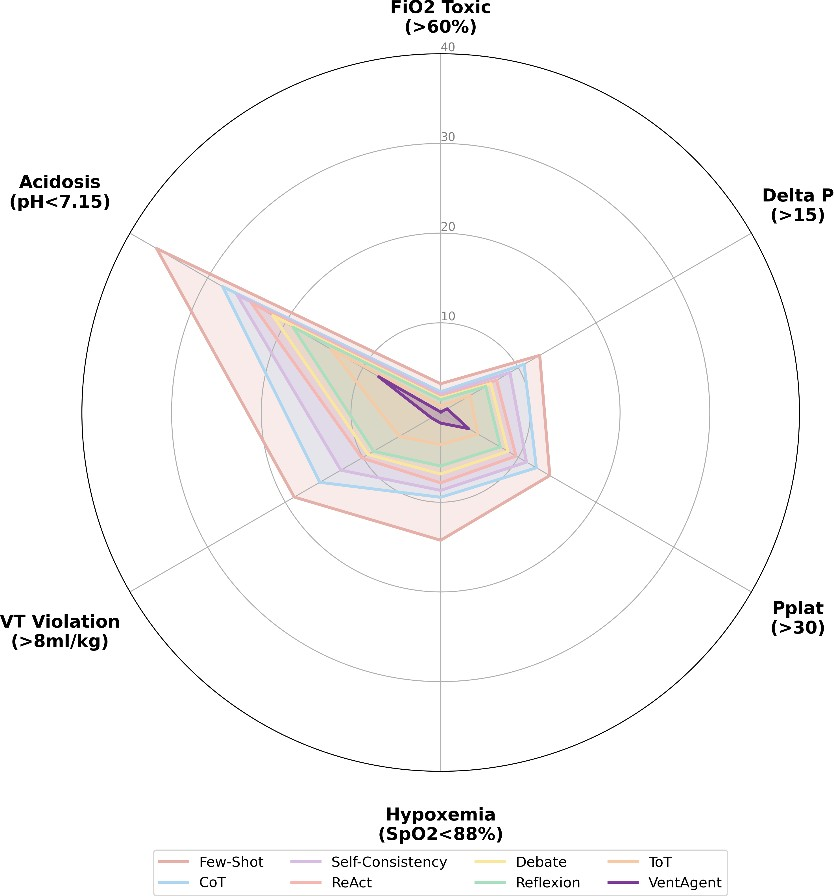 FiO2 Toxic
(>60%)
40
30
20
10
Acidosis
(pH<7.15)
Delta P
(>15)
VT Violation
(>8ml/kg)
Pplat
(>30)
Hypoxemia
(SpO2<88%)
Few-Shot Self-Consistency Debate ToT
CoT ReAct Reflexion VentAgent